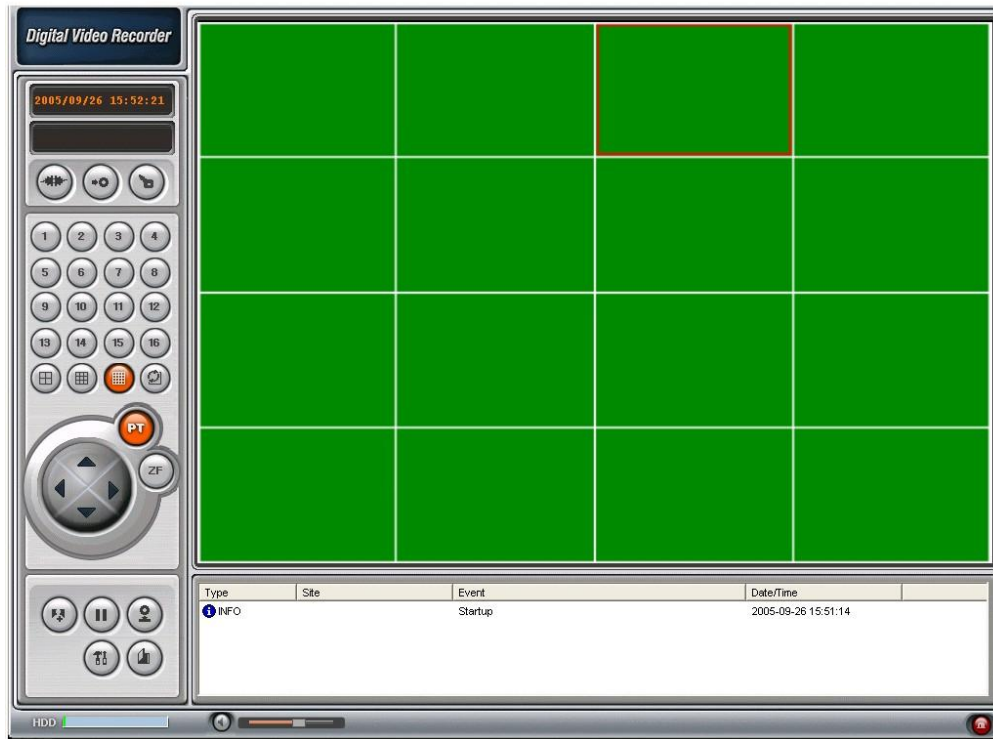 Digital Video Recorder
2005/09/26 15:52:21
1 2 3 4
5 6 7 8
9 10 11 12
13 14 15 16
PT
ZF
Type Site Event Date/Time
INFO Startup 2005-09-26 15:51:14
HDD